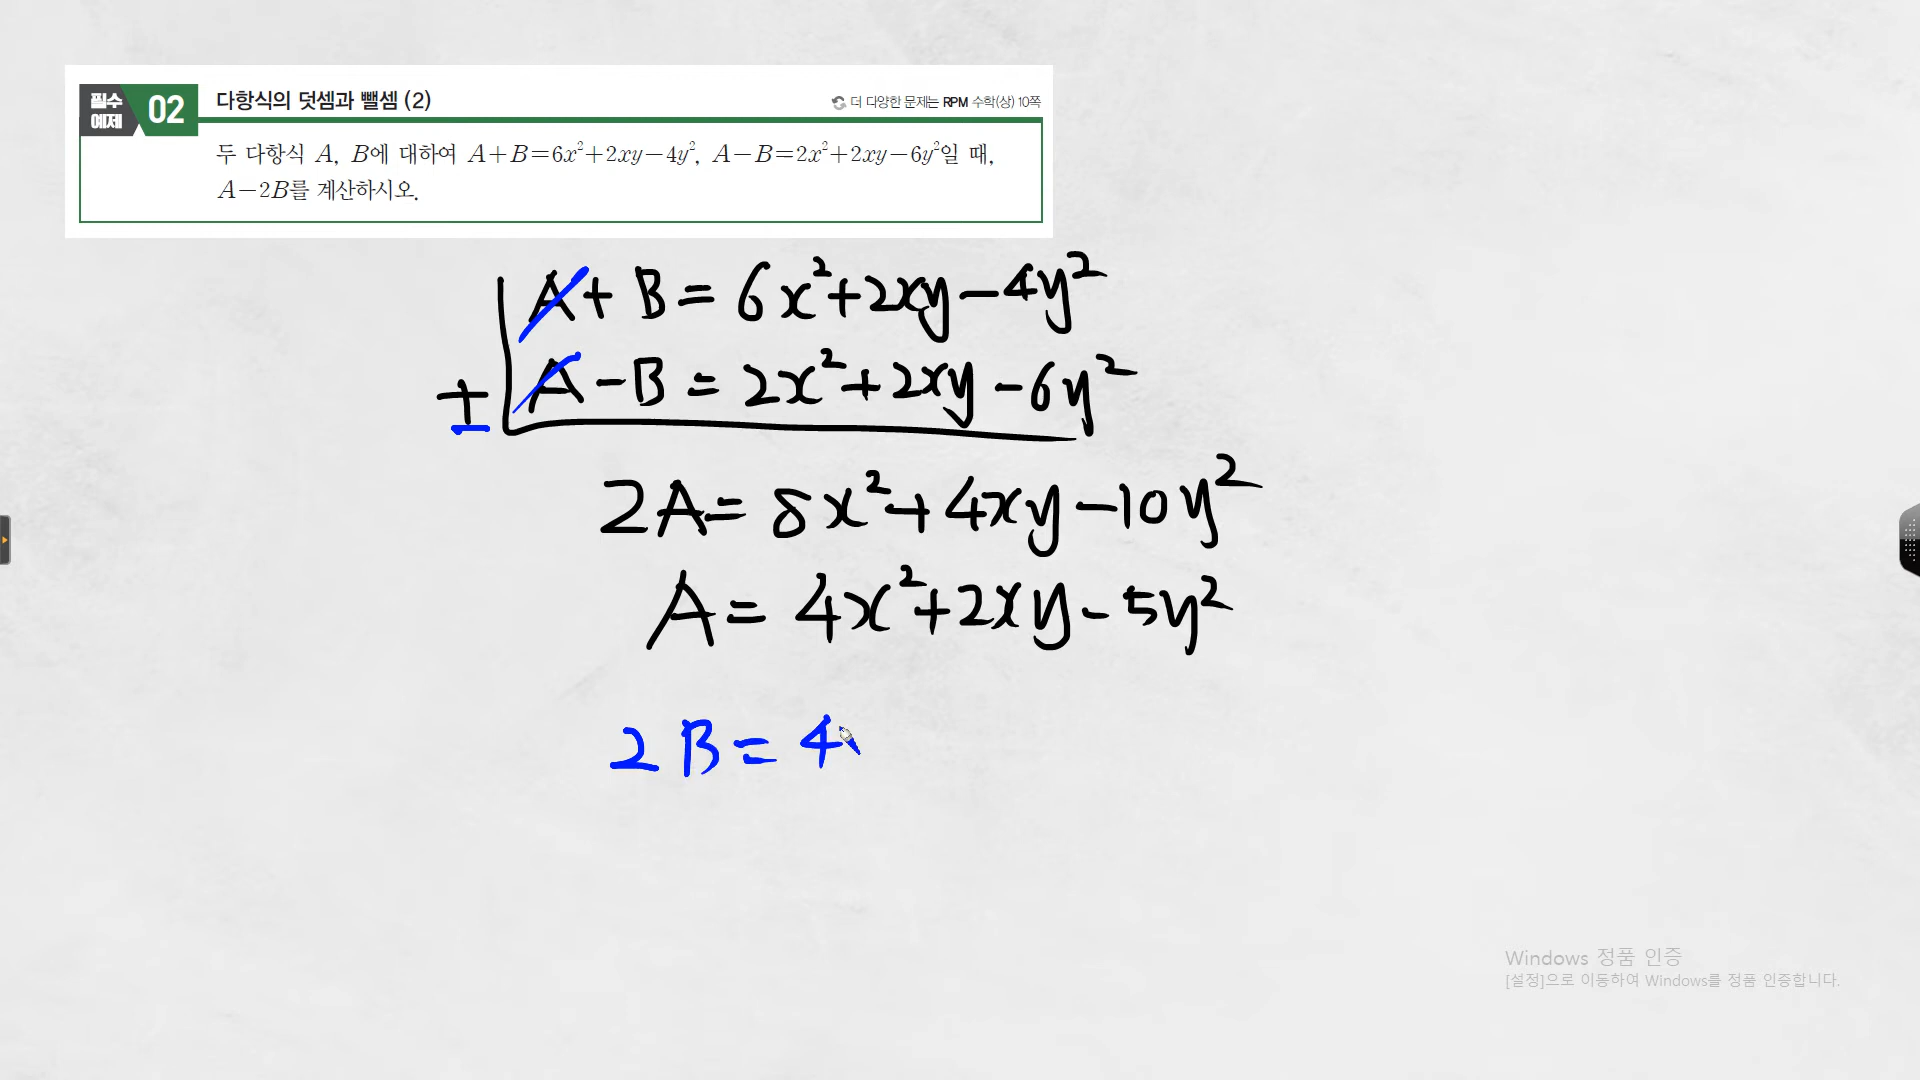 필수 예제 02 다항식의 덧셈과 뺄셈 (2) 더 다양한 문제는 RPM 수학(상) 10쪽
두 다항식 A, B에 대하여 A+B=6x²+2xy-4y², A-B=2x²+2xy-6y²일 때,
A-2B를 계산하시오.
A+B=6x²+2xy-4y²
+ A-B=2x²+2xy-6y²
2A=8x²+4xy-10y²
A=4x²+2xy-5y²
2B=4
Windows 정품 인증
[설정]으로 이동하여 Windows를 정품 인증합니다.